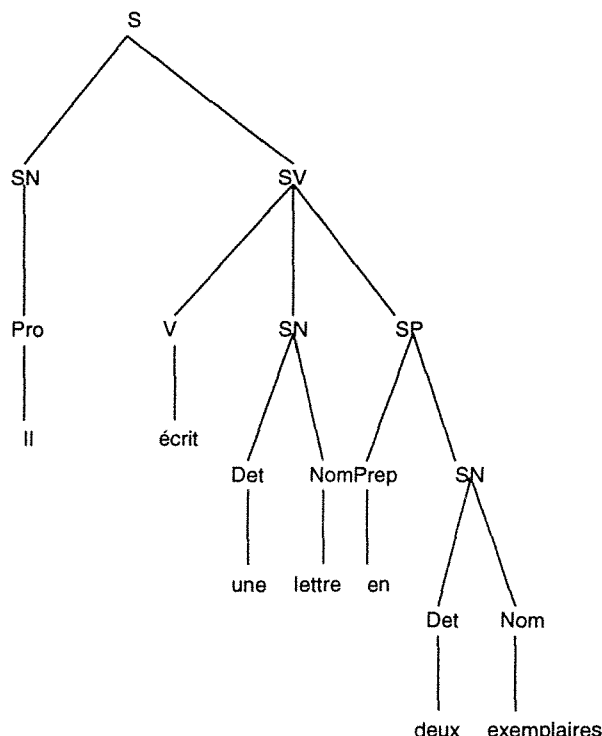 S
SN SV
Pro V SN SP
Il écrit
Det Nom Prep SN
une lettre en
Det Nom
deux exemplaires